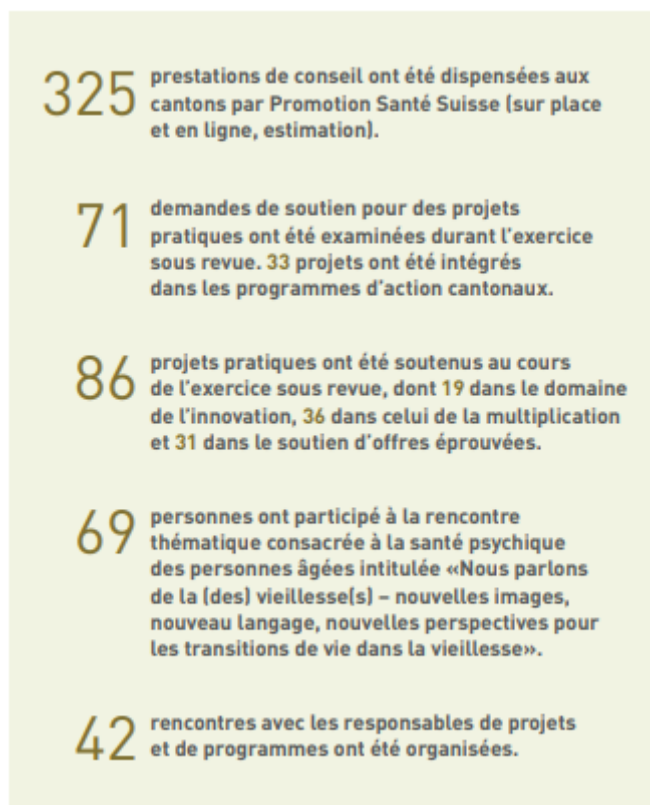 325 prestations de conseil ont été dispensées aux
cantons par Promotion Santé Suisse (sur place
et en ligne, estimation).
71 demandes de soutien pour des projets
pratiques ont été examinées durant l'exercice
sous revue. 33 projets ont été intégrés
dans les programmes d'action cantonaux.
86 projets pratiques ont été soutenus au cours
de l'exercice sous revue, dont 19 dans le domaine
de l'innovation, 36 dans celui de la multiplication
et 31 dans le soutien d'offres éprouvées.
69 personnes ont participé à la rencontre
thématique consacrée à la santé psychique
des personnes âgées intitulée «Nous parlons
de la (des) vieillesse(s) – nouvelles images,
nouveau langage, nouvelles perspectives pour
les transitions de vie dans la vieillesse».
42 rencontres avec les responsables de projets
et de programmes ont été organisées.